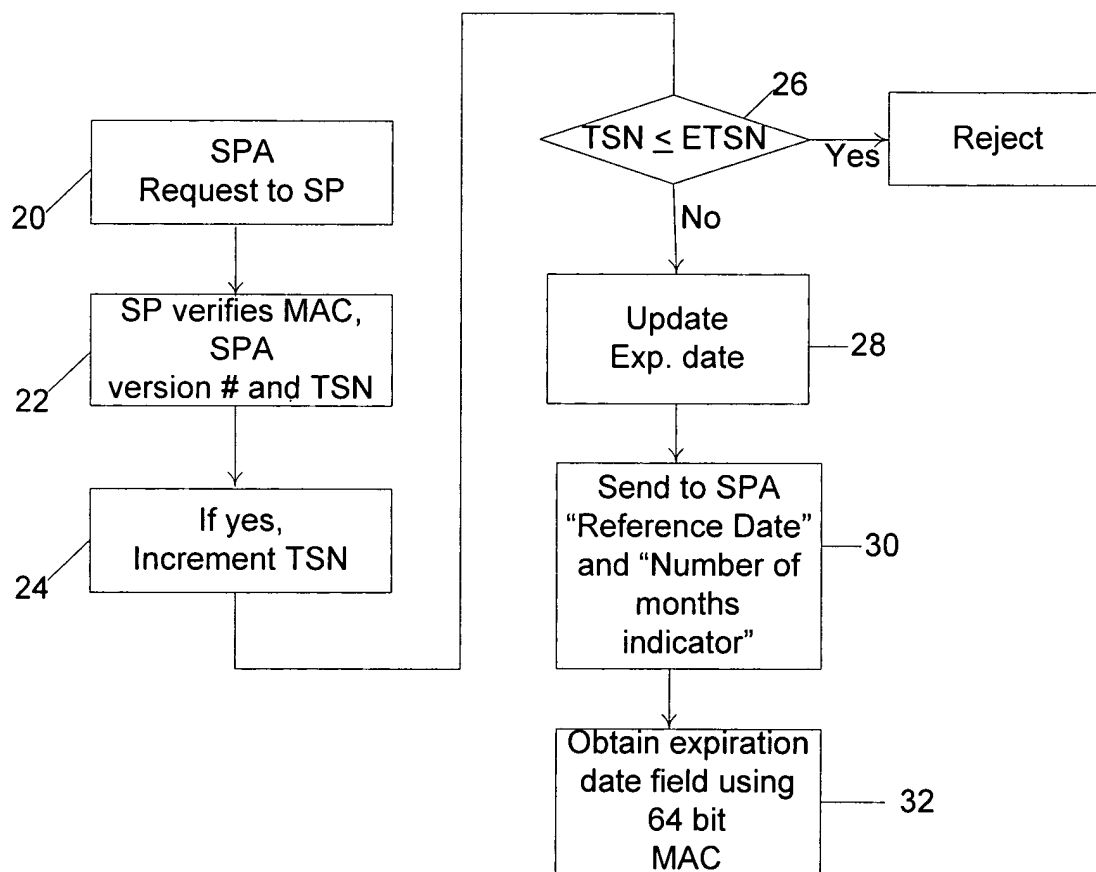 SPA
Request to SP
20
SP verifies MAC,
SPA
version # and TSN
22
If yes,
Increment TSN
24
TSN ≤ ETSN
26
Yes
Reject
No
Update
Exp. date
28
Send to SPA
“Reference Date”
and “Number of
months
indicator”
30
Obtain expiration
date field using
64 bit
MAC
32